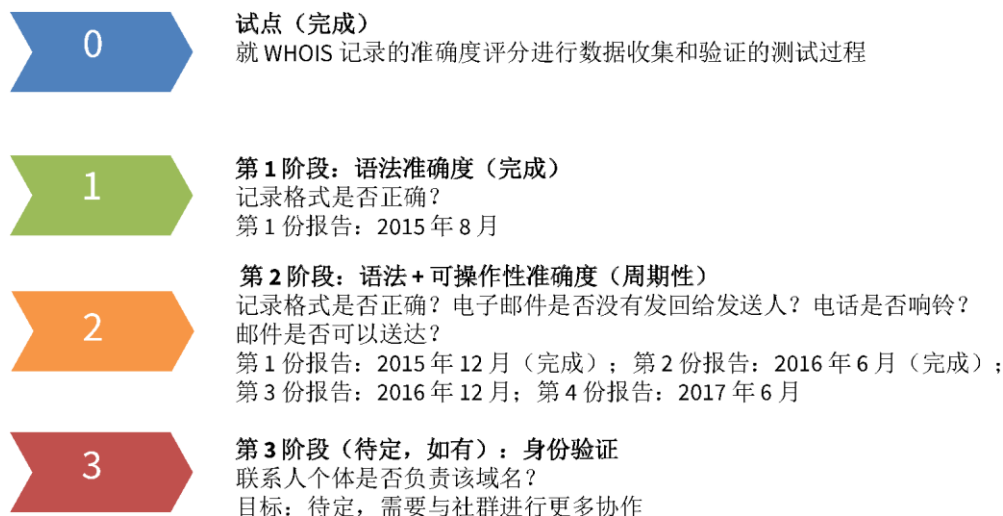 0
试点（完成）
就 WHOIS 记录的准确度评分进行数据收集和验证的测试过程
1
第 1 阶段：语法准确度（完成）
记录格式是否正确？
第 1 份报告：2015 年 8 月
2
第 2 阶段：语法 + 可操作性准确度（周期性）
记录格式是否正确？电子邮件是否没有发回给发送人？电话是否响铃？
邮件是否可以送达？
第 1 份报告：2015 年 12 月（完成）；第 2 份报告：2016 年 6 月（完成）；
第 3 份报告：2016 年 12 月；第 4 份报告：2017 年 6 月
3
第 3 阶段（待定，如有）：身份验证
联系人个体是否负责该域名？
目标：待定，需要与社群进行更多协作